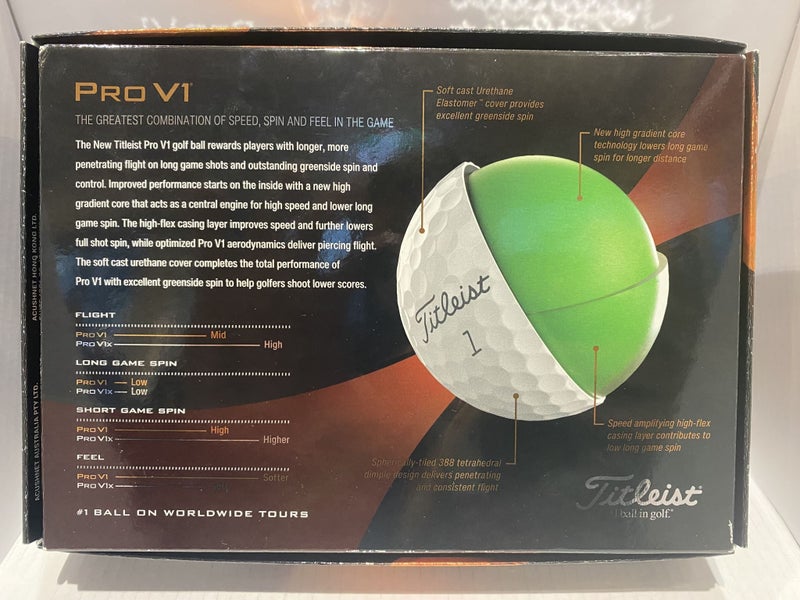 PRO V1
THE GREATEST COMBINATION OF SPEED, SPIN AND FEEL IN THE GAME
The New Titleist Pro V1 golf ball rewards players with longer, more
penetrating flight on long game shots and outstanding greenside spin and
control. Improved performance starts on the inside with a new high
gradient core that acts as a central engine for high speed and lower long
game spin. The high-flex casing layer improves speed and further lowers
full shot spin, while optimized Pro V1 aerodynamics deliver piercing flight.
The soft cast urethane cover completes the total performance of
Pro V1 with excellent greenside spin to help golfers shoot lower scores.
FLIGHT
PRO V1 Mid
PRO V1x High
LONG GAME SPIN
PRO V1 Low
PRO V1x Low
SHORT GAME SPIN
PRO V1 High
PRO V1x Higher
FEEL
PRO V1 Softer
PRO V1x
#1 BALL ON WORLDWIDE TOURS
Soft cast Urethane
Elastomer™ cover provides
excellent greenside spin
New high gradient core
technology lowers long game
spin for longer distance
Titleist
1
Speed amplifying high-flex
casing layer contributes to
low long game spin
Spherically-tiled 388 tetrahedral
dimple design delivers penetrating
and consistent flight
Titleist
#1 ball in golf.®
ACUSHNET HONG KONG LTD.
ACUSHNET AUSTRALIA PTY LTD.